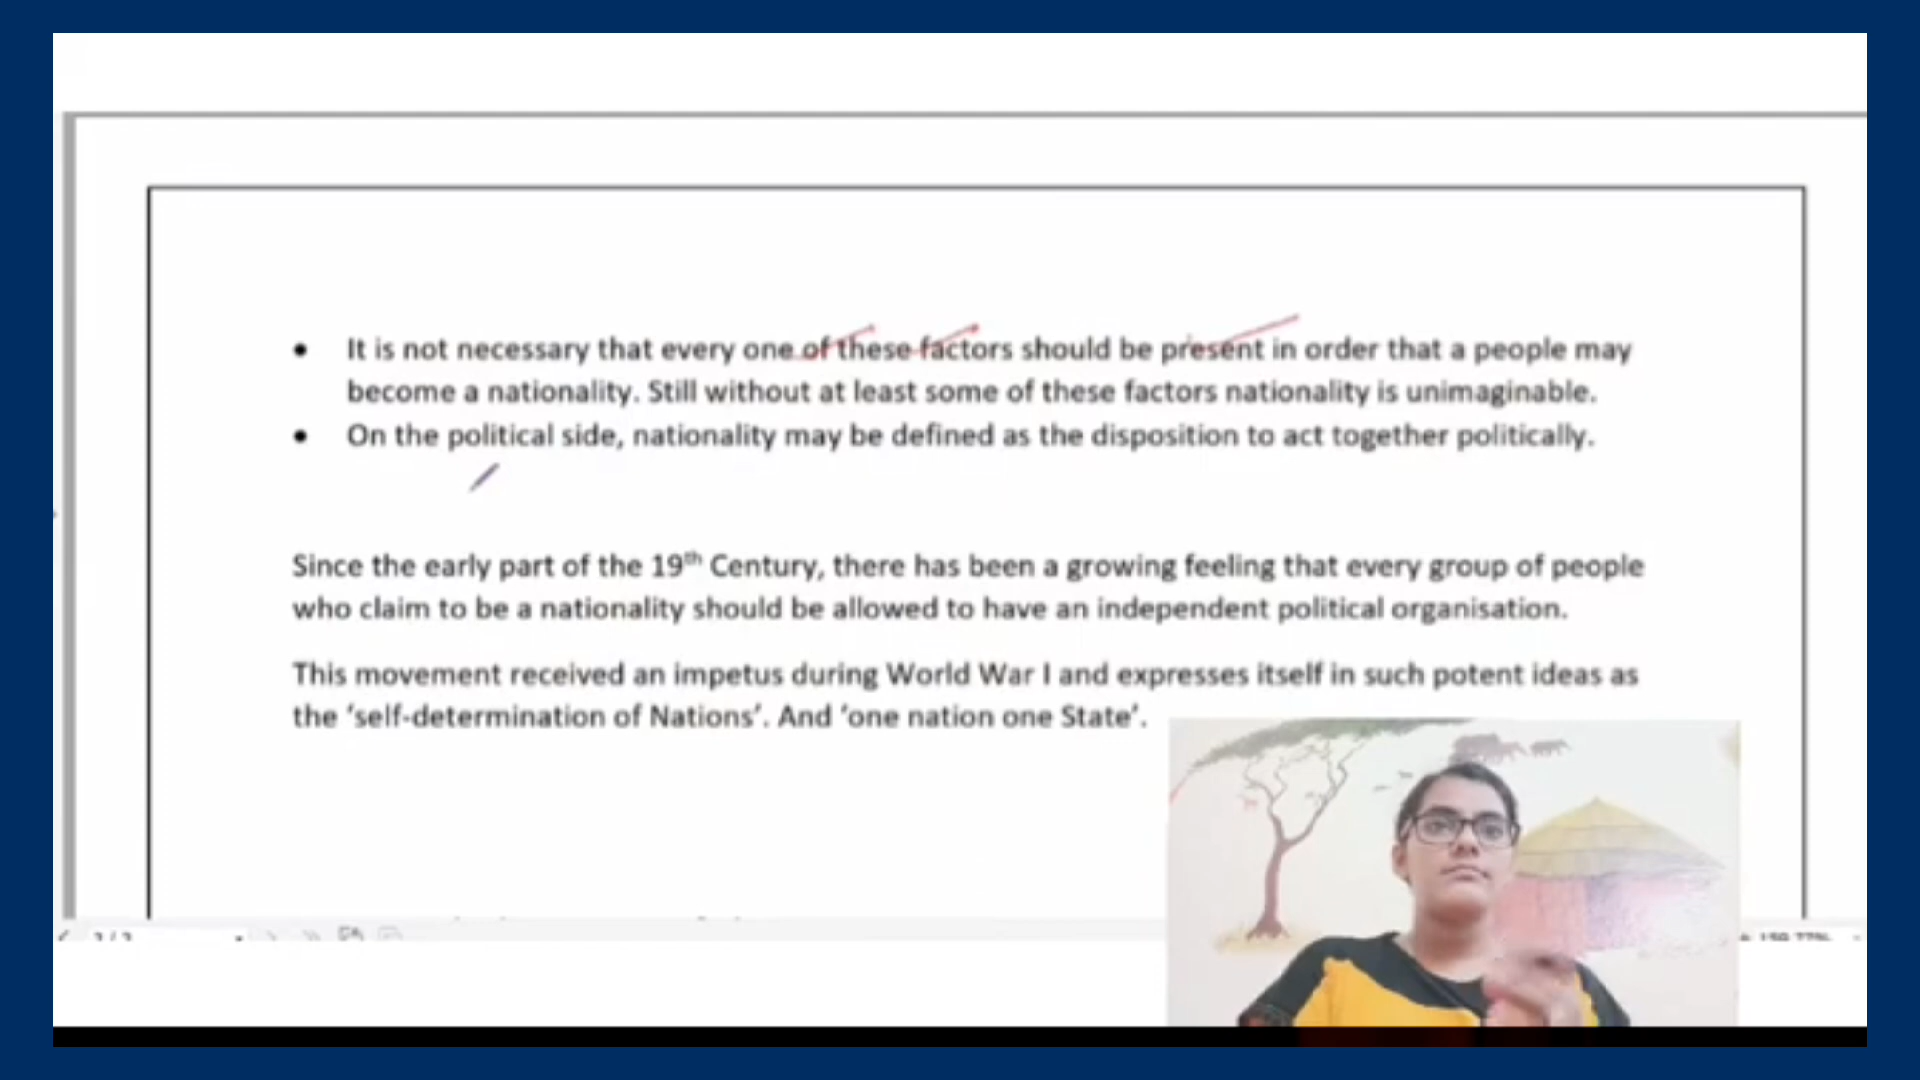 • It is not necessary that every one of these factors should be present in order that a people may
become a nationality. Still without at least some of these factors nationality is unimaginable.
• On the political side, nationality may be defined as the disposition to act together politically.
Since the early part of the 19th Century, there has been a growing feeling that every group of people
who claim to be a nationality should be allowed to have an independent political organisation.
This movement received an impetus during World War I and expresses itself in such potent ideas as
the ‘self-determination of Nations’. And ‘one nation one State’.